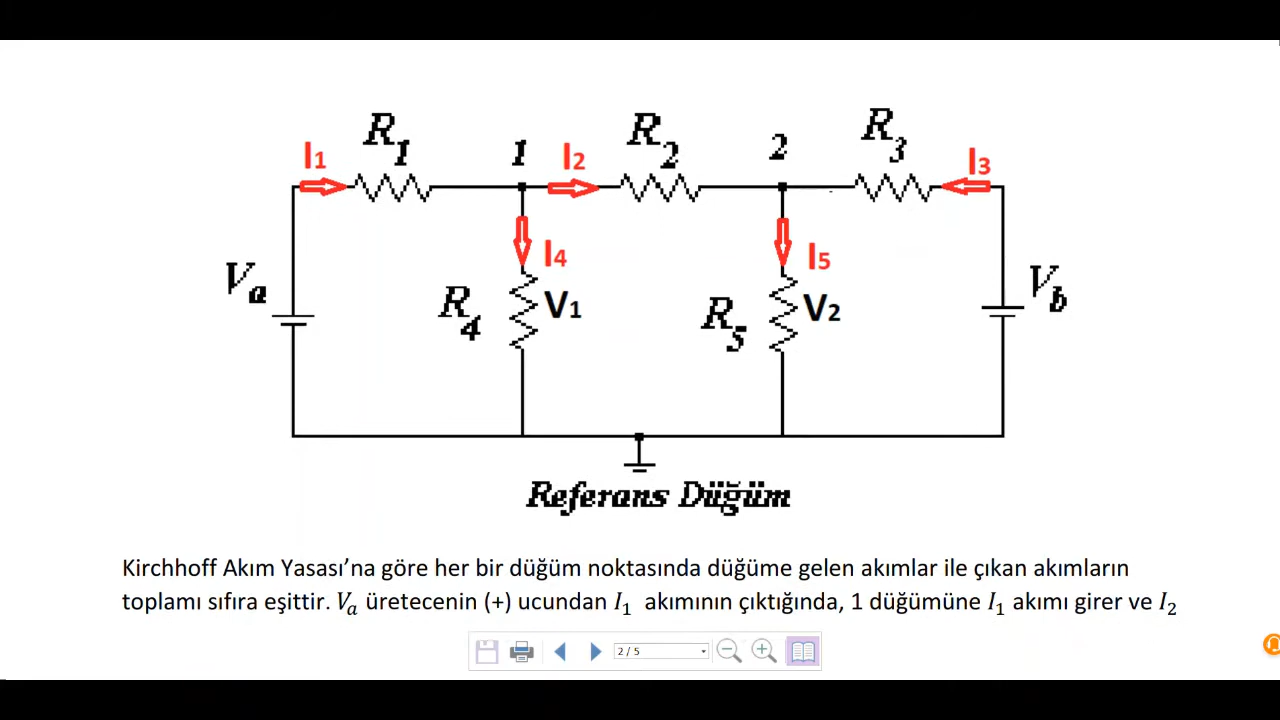 R1 1 R2 2 R3
I1 I2 I3
I4 I5
Va R4 V1 R5 V2 Vb
Referans Düğüm
Kirchhoff Akım Yasası’na göre her bir düğüm noktasında düğüme gelen akımlar ile çıkan akımların
toplamı sıfıra eşittir. Va üretecenin (+) ucundan I1 akımının çıktığında, 1 düğümüne I1 akımı girer ve I2
2 / 5